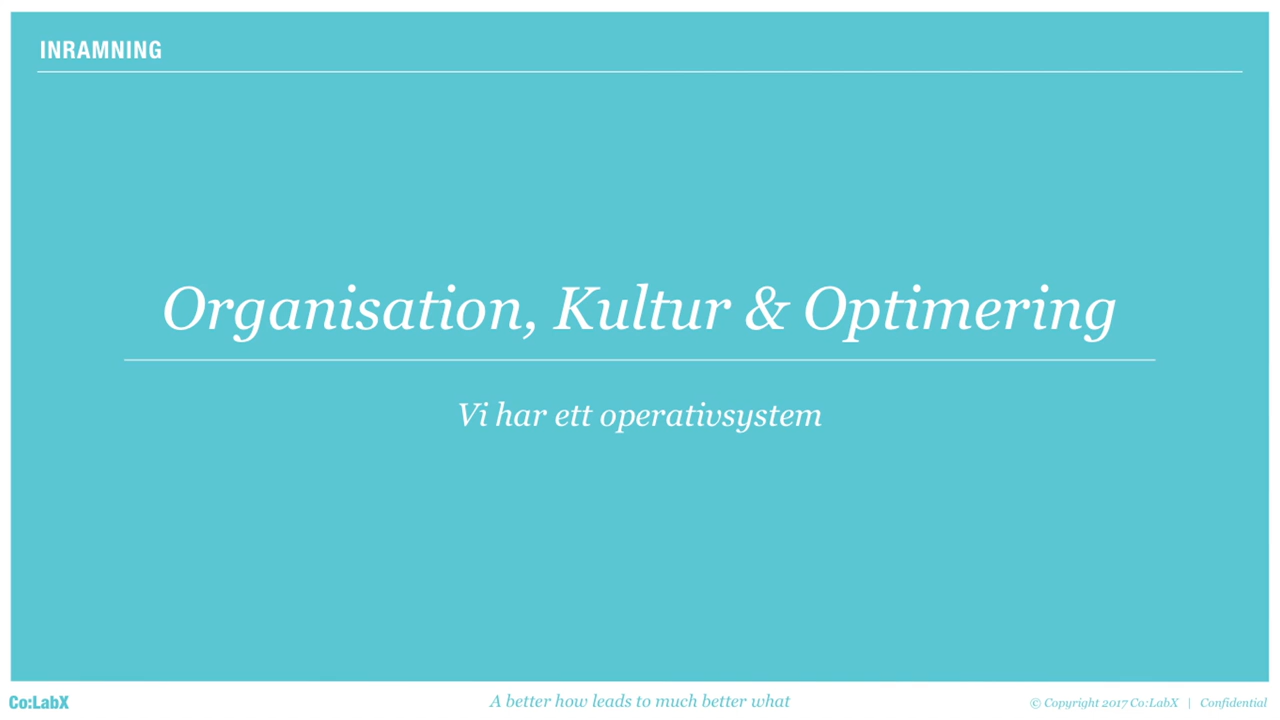 INRAMNING
Organisation, Kultur & Optimering
Vi har ett operativsystem
Co:LabX
A better how leads to much better what
© Copyright 2017 Co:LabX | Confidential